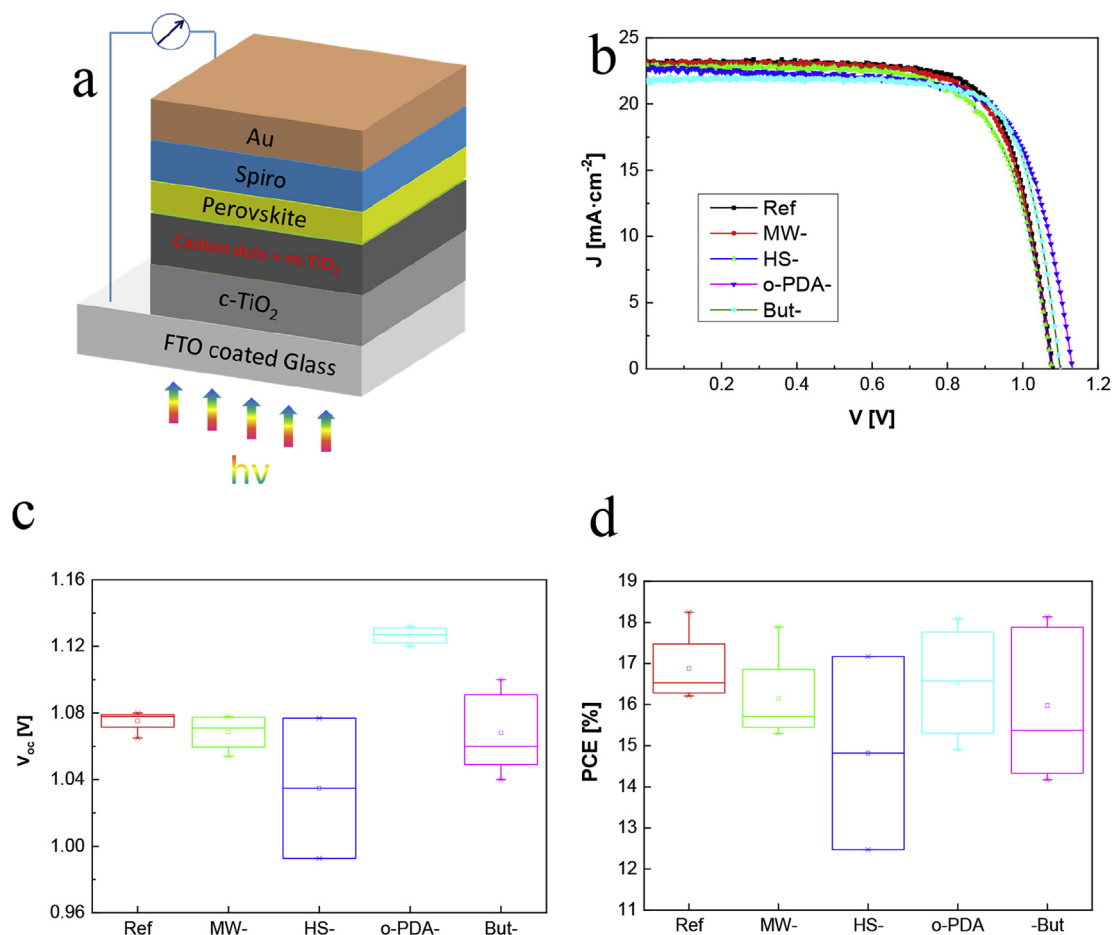 a
Au
Spiro
Perovskite
Carbon dots + m-TiO₂
c-TiO₂
FTO coated Glass
hν
b
25
20
15
10
5
0
J [mA·cm⁻²]
Ref
MW-
HS-
o-PDA-
But-
0.2 0.4 0.6 0.8 1.0 1.2
V [V]
c
1.16
1.12
1.08
1.04
1.00
0.96
Voc [V]
Ref MW- HS- o-PDA- But-
d
19
18
17
16
15
14
13
12
11
PCE [%]
Ref MW- HS- o-PDA -But